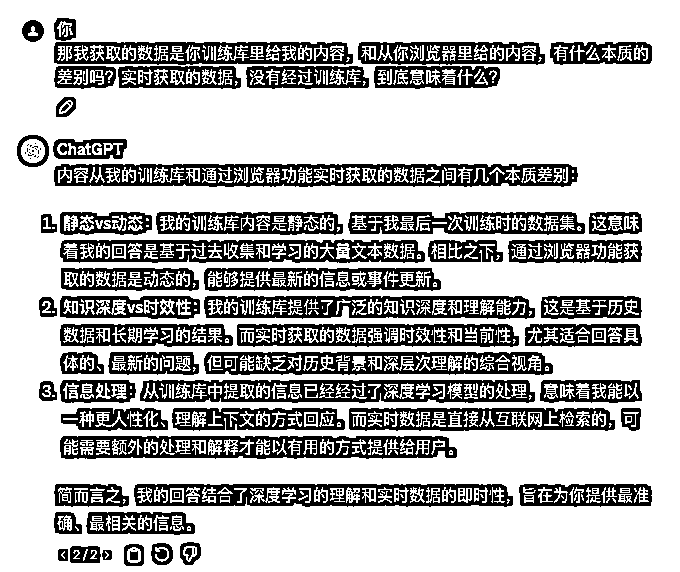 你
那我获取的数据是你训练库里给我的内容，和从你浏览器里给的内容，有什么本质的
差别吗？实时获取的数据，没有经过训练库，到底意味着什么？
ChatGPT
内容从我的训练库和通过浏览器功能实时获取的数据之间有几个本质差别：
1. 静态vs动态：我的训练库内容是静态的，基于我最后一次训练时的数据集。这意味
着我的回答是基于过去收集和学习的大量文本数据。相比之下，通过浏览器功能获
取的数据是动态的，能够提供最新的信息或事件更新。
2. 知识深度vs时效性：我的训练库提供了广泛的知识深度和理解能力，这是基于历史
数据和长期学习的结果。而实时获取的数据强调时效性和当前性，尤其适合回答具
体的、最新的问题，但可能缺乏对历史背景和深层次理解的综合视角。
3. 信息处理：从训练库中提取的信息已经经过了深度学习模型的处理，意味着我能以
一种更人性化、理解上下文的方式回应。而实时数据是直接从互联网上检索的，可
能需要额外的处理和解释才能以有用的方式提供给用户。
简而言之，我的回答结合了深度学习的理解和实时数据的即时性，旨在为你提供最准
确、最相关的信息。
2/2